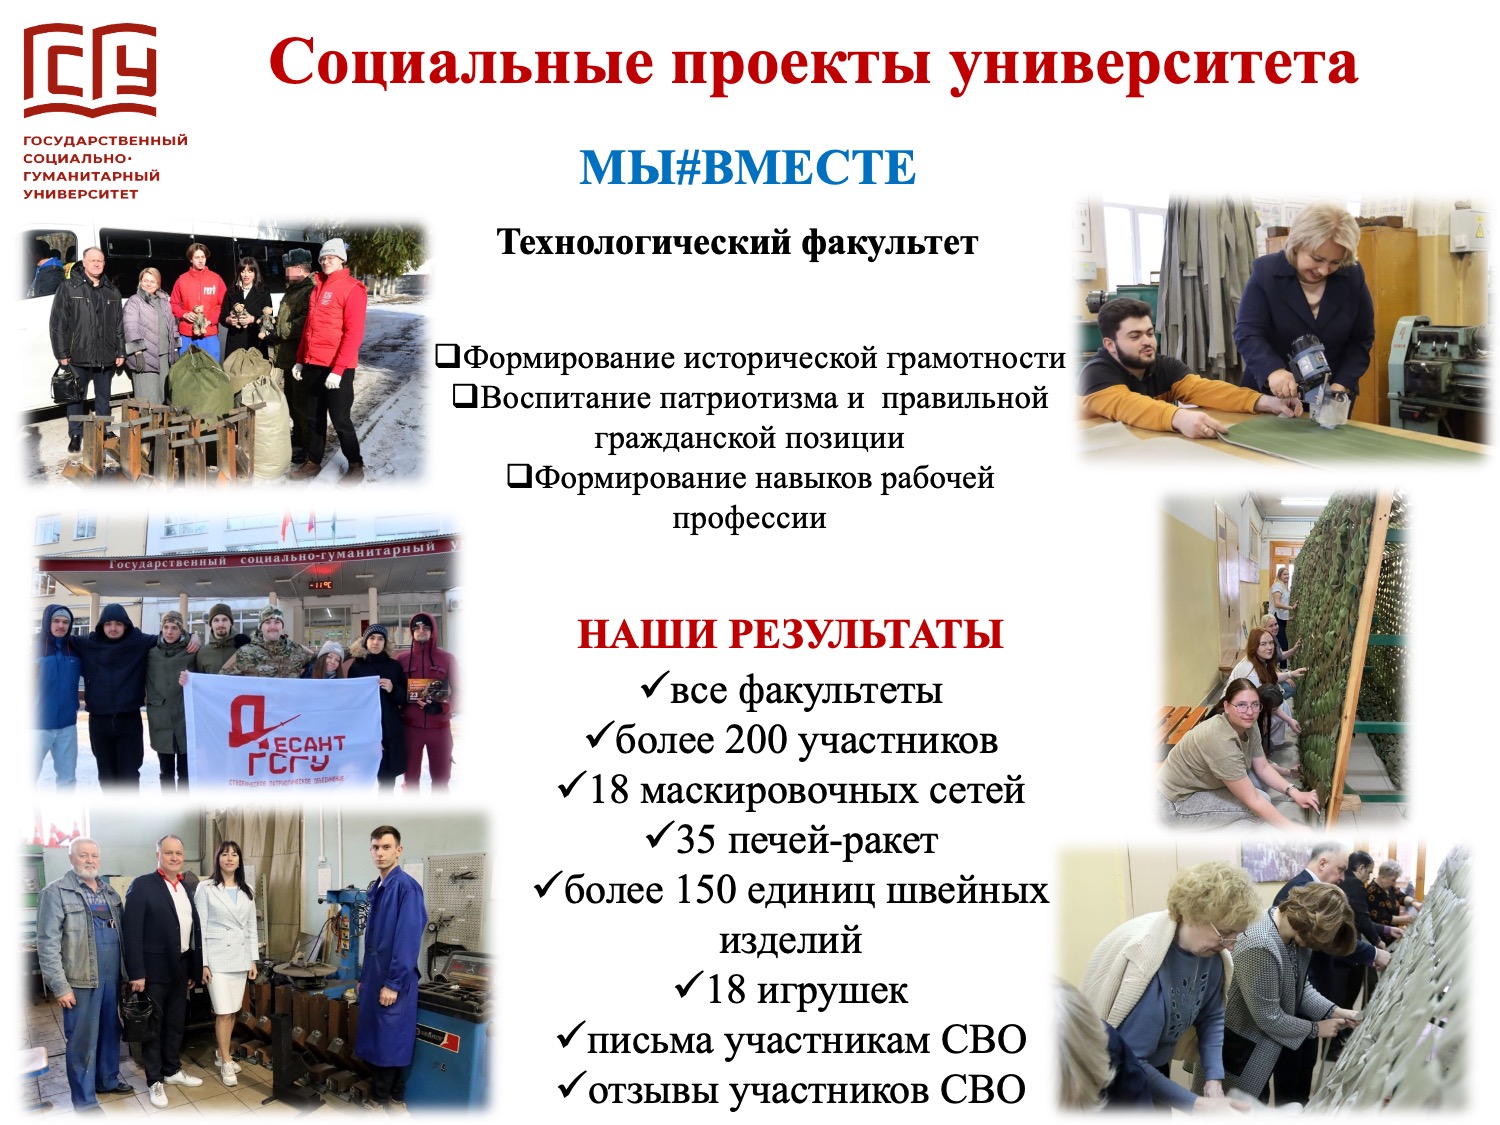 ГСГУ
ГОСУДАРСТВЕННЫЙ
СОЦИАЛЬНО-
ГУМАНИТАРНЫЙ
УНИВЕРСИТЕТ
Социальные проекты университета
МЫ#ВМЕСТЕ
Технологический факультет
❑Формирование исторической грамотности
❑Воспитание патриотизма и  правильной
гражданской позиции
❑Формирование навыков рабочей
профессии
Государственный социально-гуманитарный
-11°C
ДЕСАНТ
ГСГУ
23
НАШИ РЕЗУЛЬТАТЫ
✓все факультеты
✓более 200 участников
✓18 маскировочных сетей
✓35 печей-ракет
✓более 150 единиц швейных
изделий
✓18 игрушек
✓письма участникам СВО
✓отзывы участников СВО